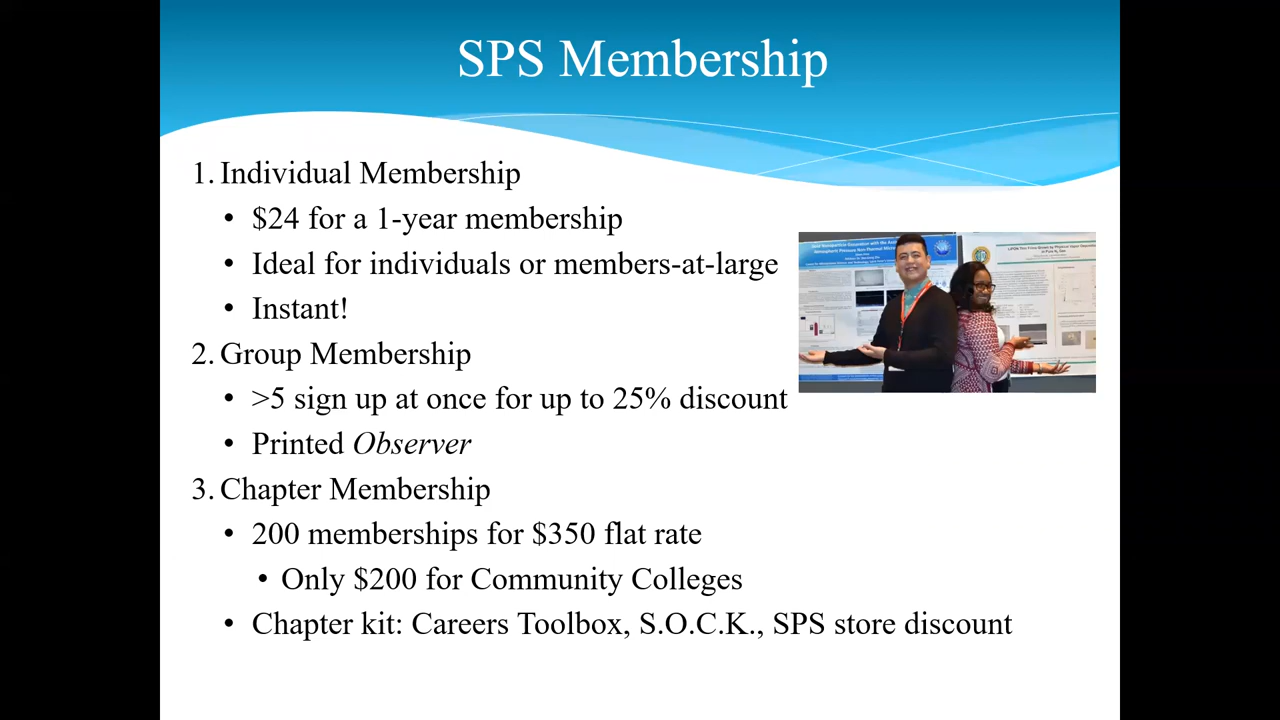 SPS Membership
1. Individual Membership
• $24 for a 1-year membership
• Ideal for individuals or members-at-large
• Instant!
2. Group Membership
• >5 sign up at once for up to 25% discount
• Printed Observer
3. Chapter Membership
• 200 memberships for $350 flat rate
• Only $200 for Community Colleges
• Chapter kit: Careers Toolbox, S.O.C.K., SPS store discount